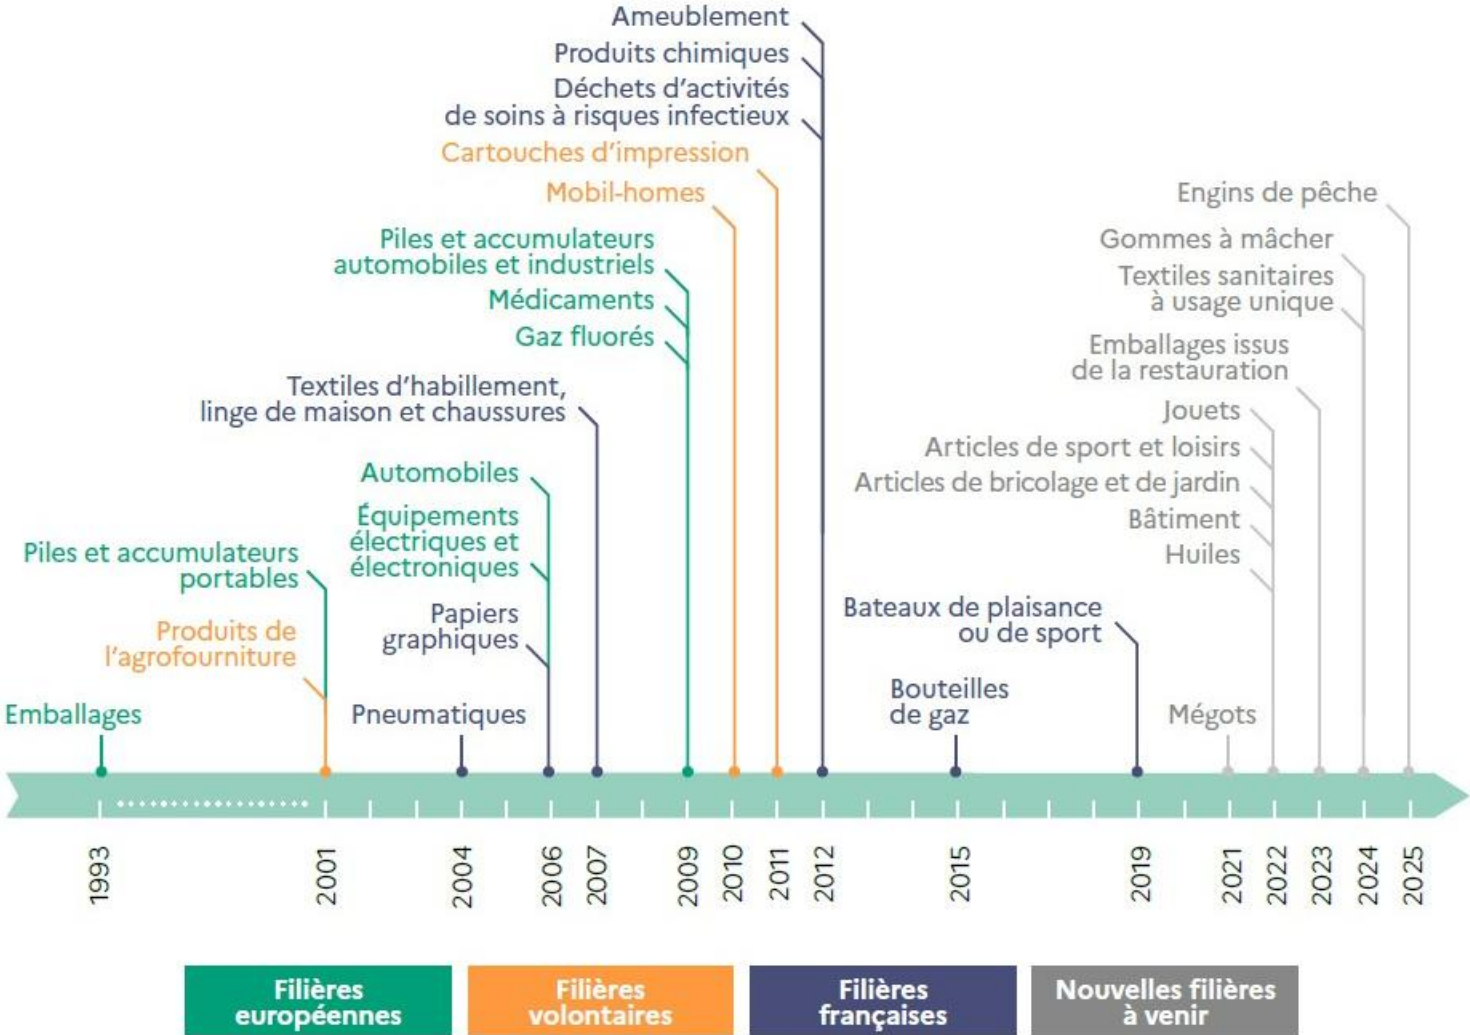 Ameublement
Produits chimiques
Déchets d’activités
de soins à risques infectieux
Cartouches d’impression
Mobil-homes
Piles et accumulateurs
automobiles et industriels
Médicaments
Gaz fluorés
Textiles d’habillement,
linge de maison et chaussures
Automobiles
Équipements
électriques et
électroniques
Piles et accumulateurs
portables
Papiers
graphiques
Produits de
l’agrofourniture
Emballages
Pneumatiques
Engins de pêche
Gommes à mâcher
Textiles sanitaires
à usage unique
Emballages issus
de la restauration
Jouets
Articles de sport et loisirs
Articles de bricolage et de jardin
Bâtiment
Huiles
Bateaux de plaisance
ou de sport
Bouteilles
de gaz
Mégots
1993
2001
2004
2006
2007
2009
2010
2011
2012
2015
2019
2021
2022
2023
2024
2025
Filières
européennes
Filières
volontaires
Filières
françaises
Nouvelles filières
à venir